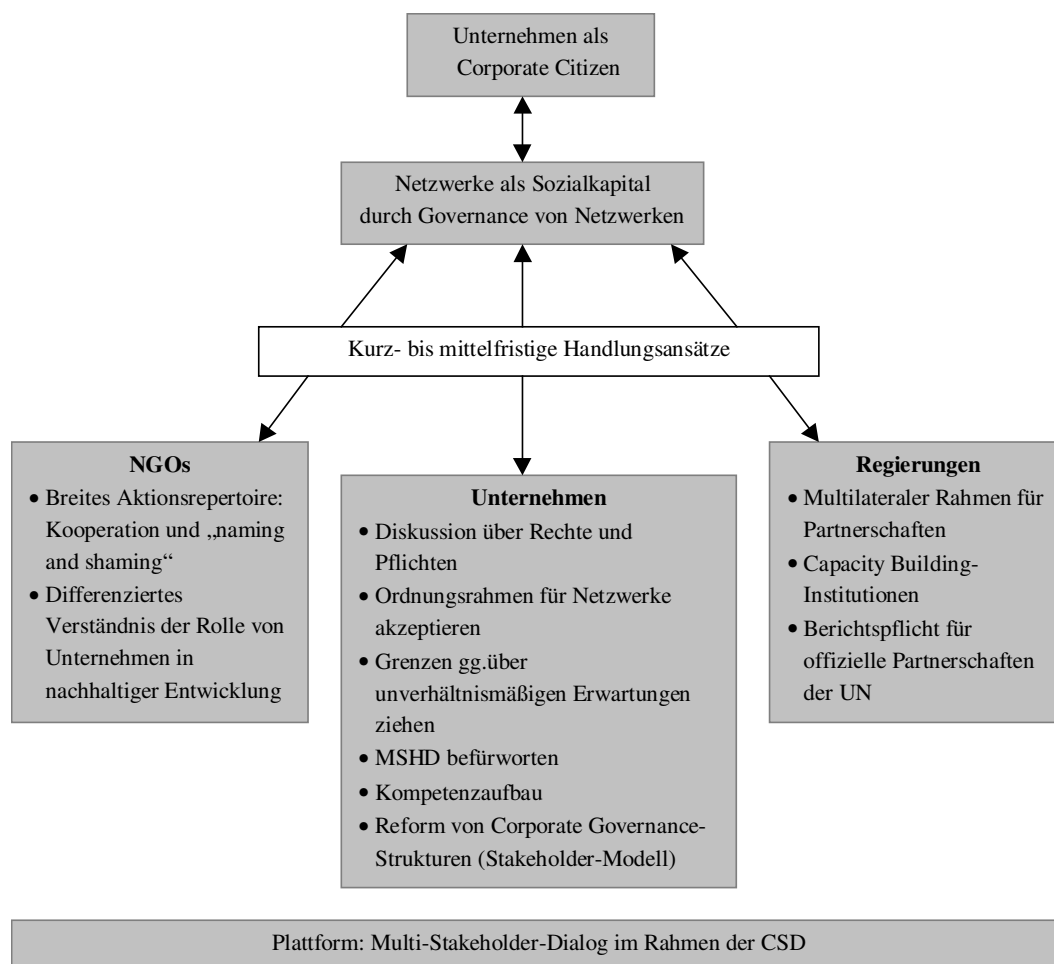 Unternehmen als
Corporate Citizen
Netzwerke als Sozialkapital
durch Governance von Netzwerken
Kurz- bis mittelfristige Handlungsansätze
NGOs
• Breites Aktionsrepertoire:
Kooperation und „naming
and shaming“
• Differenziertes
Verständnis der Rolle von
Unternehmen in
nachhaltiger Entwicklung
Unternehmen
• Diskussion über Rechte und
Pflichten
• Ordnungsrahmen für Netzwerke
akzeptieren
• Grenzen gg.über
unverhältnismäßigen Erwartungen
ziehen
• MSHD befürworten
• Kompetenzaufbau
• Reform von Corporate Governance-
Strukturen (Stakeholder-Modell)
Regierungen
• Multilateraler Rahmen für
Partnerschaften
• Capacity Building-
Institutionen
• Berichtspflicht für
offizielle Partnerschaften
der UN
Plattform: Multi-Stakeholder-Dialog im Rahmen der CSD